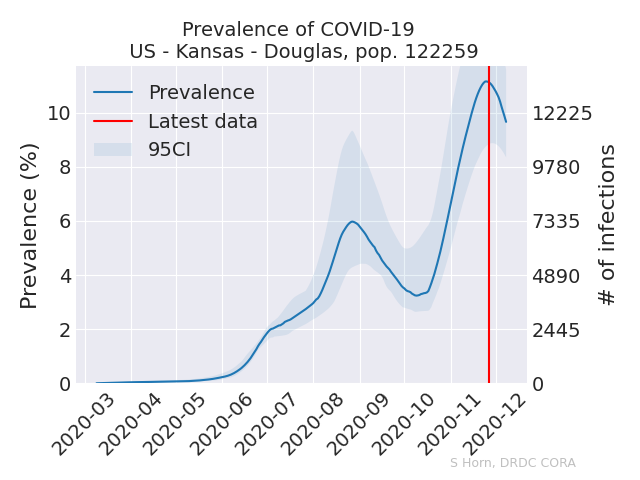 Prevalence of COVID-19
US - Kansas - Douglas, pop. 122259
Prevalence
Latest data
95CI
Prevalence (%)
10
8
6
4
2
0
12225
9780
7335
4890
2445
0
# of infections
2020-03
2020-04
2020-05
2020-06
2020-07
2020-08
2020-09
2020-10
2020-11
2020-12
S Horn, DRDC CORA